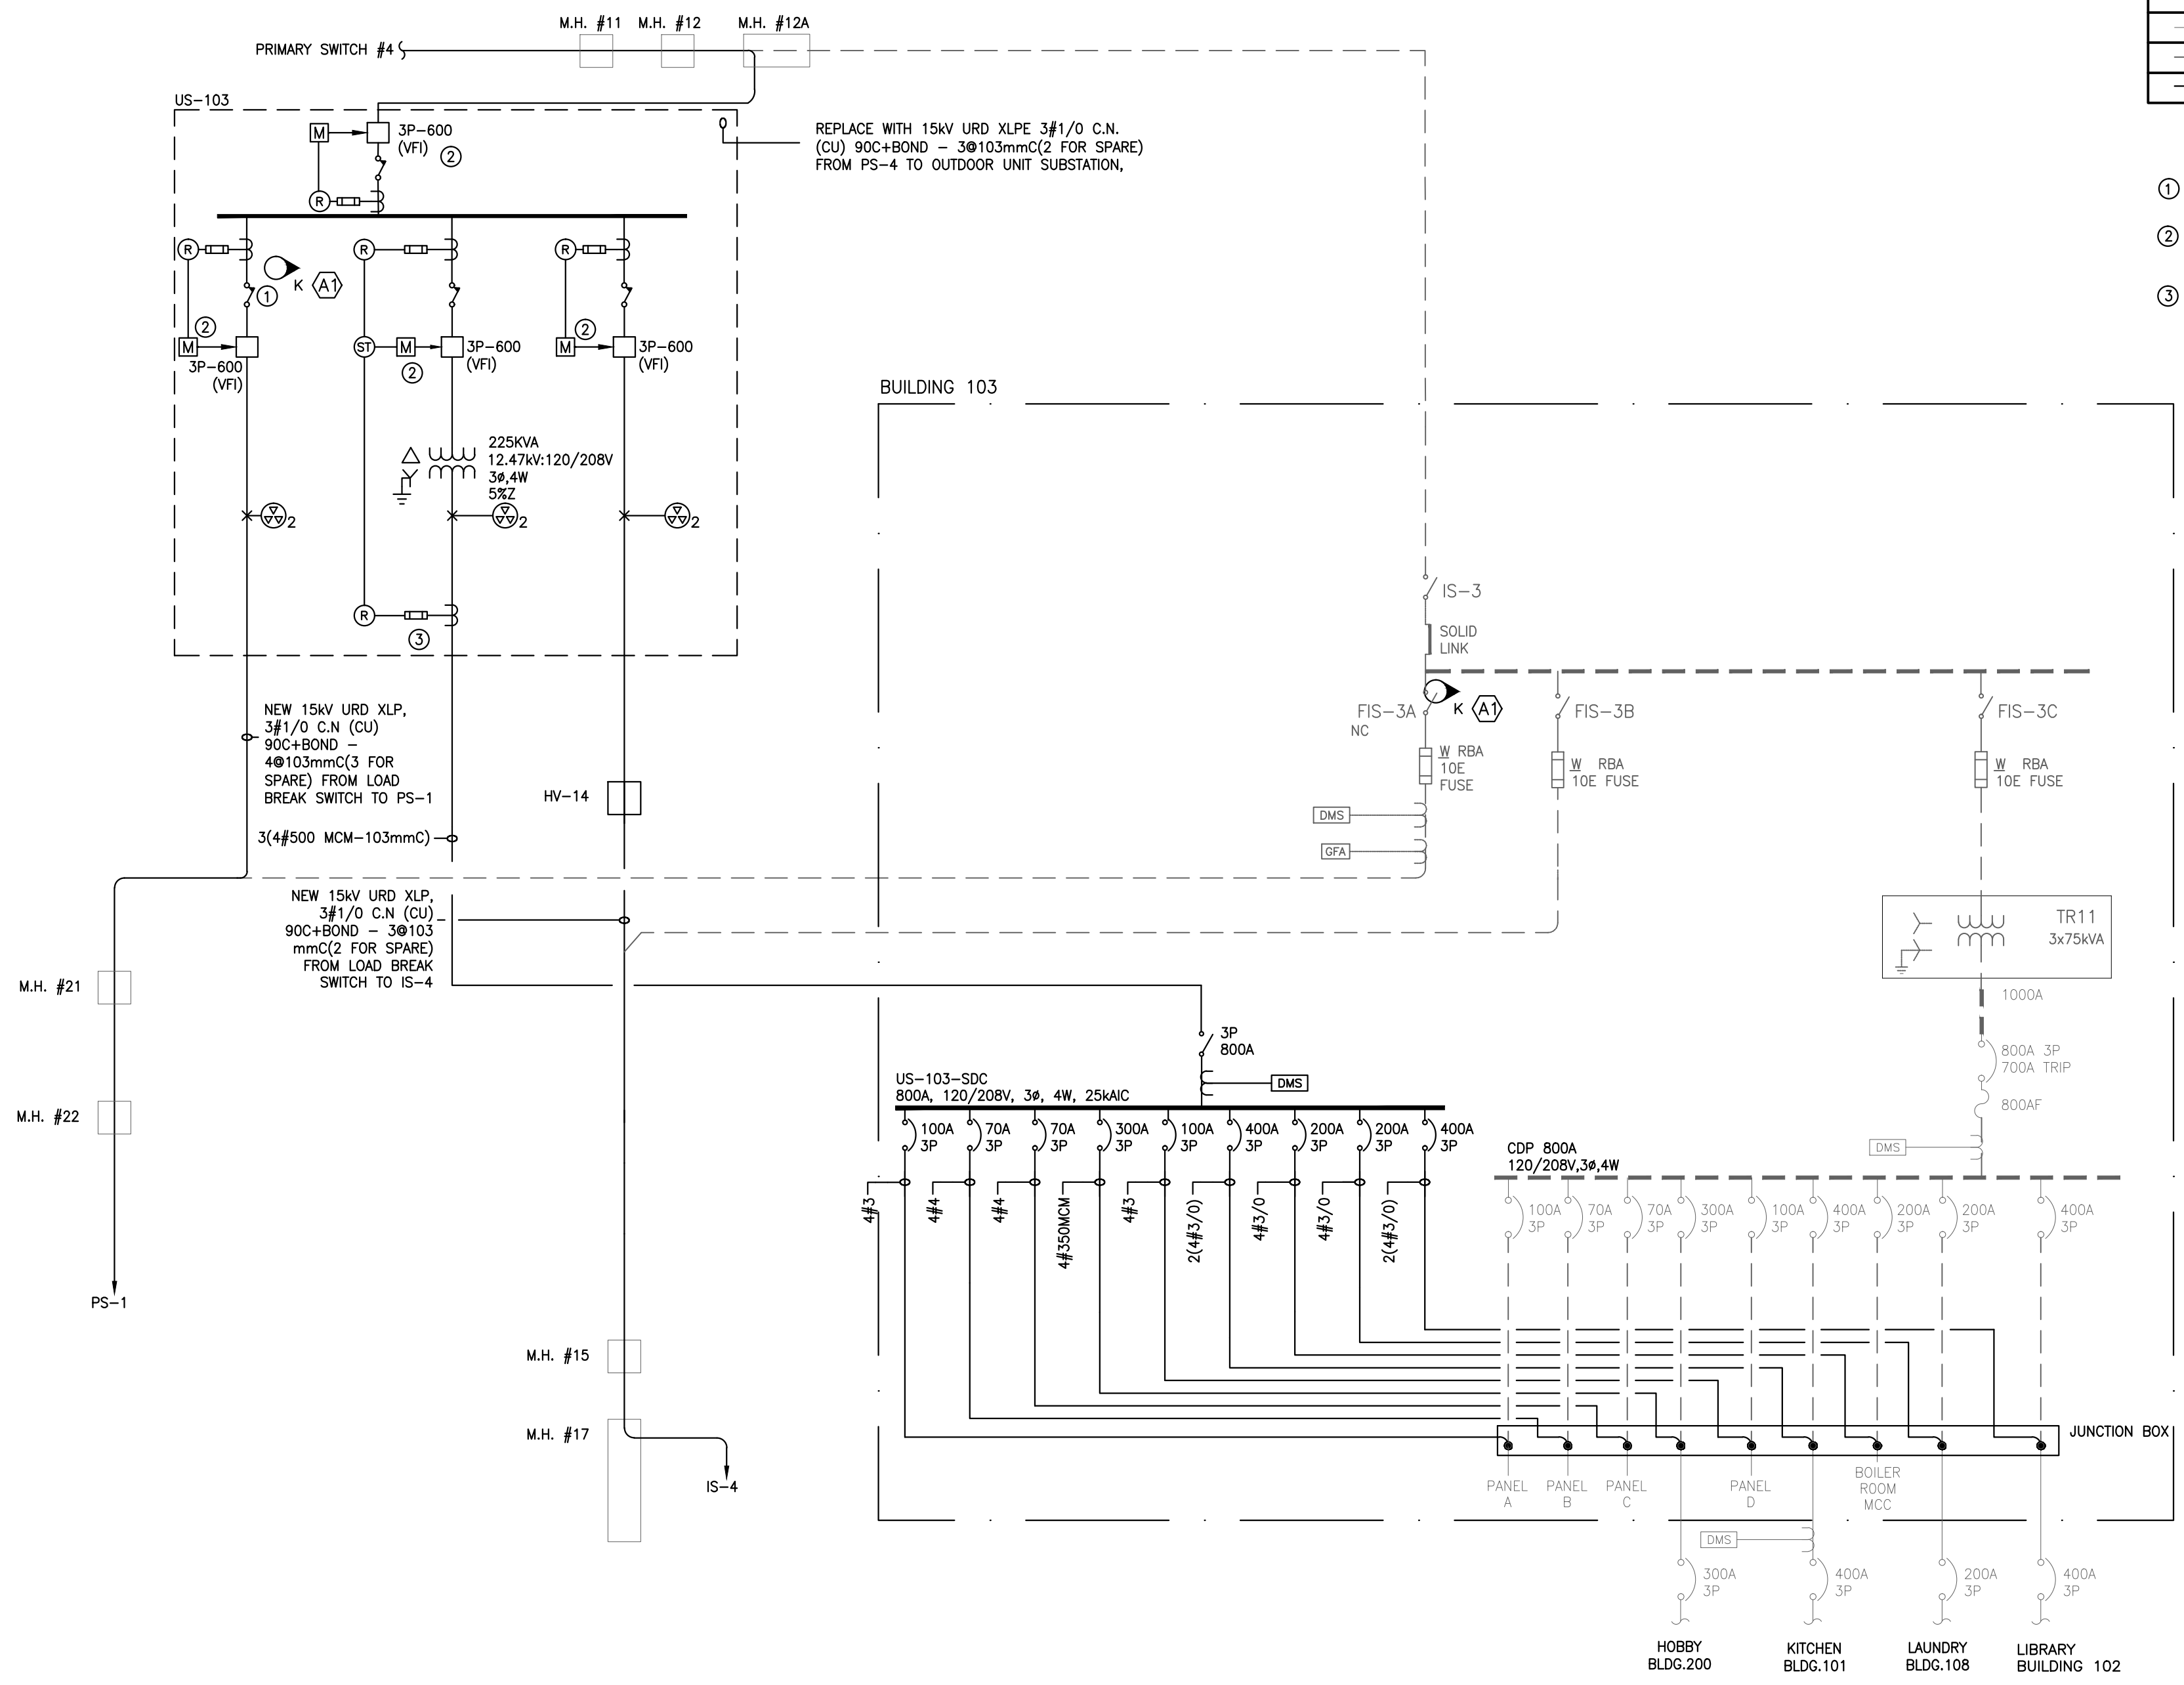 M.H. #11 M.H. #12 M.H. #12A
PRIMARY SWITCH #4
US-103
M
3P-600
(VFI)
2
R
REPLACE WITH 15kV URD XLPE 3#1/0 C.N.
(CU) 90C+BOND - 3@103mmC(2 FOR SPARE)
FROM PS-4 TO OUTDOOR UNIT SUBSTATION,
1
2
3
R
K A1
1
2
M
3P-600
(VFI)
R
ST
M
2
3P-600
(VFI)
R
2
M
3P-600
(VFI)
225KVA
12.47kV:120/208V
3ø,4W
5%Z
2
2
2
R
3
BUILDING 103
IS-3
SOLID
LINK
FIS-3A
NC
K A1
FIS-3B
FIS-3C
W RBA
10E
FUSE
W RBA
10E FUSE
W RBA
10E FUSE
DMS
GFA
NEW 15kV URD XLP,
3#1/0 C.N (CU)
90C+BOND -
4@103mmC(3 FOR
SPARE) FROM LOAD
BREAK SWITCH TO PS-1
HV-14
3(4#500 MCM-103mmC)
NEW 15kV URD XLP,
3#1/0 C.N (CU)
90C+BOND - 3@103
mmC(2 FOR SPARE)
FROM LOAD BREAK
SWITCH TO IS-4
TR11
3x75kVA
1000A
800A 3P
700A TRIP
800AF
DMS
M.H. #21
M.H. #22
PS-1
3P
800A
DMS
US-103-SDC
800A, 120/208V, 3ø, 4W, 25kAIC
100A
3P
70A
3P
70A
3P
300A
3P
100A
3P
400A
3P
200A
3P
200A
3P
400A
3P
4#3
4#4
4#4
4#350MCM
4#3
2(4#3/0)
4#3/0
4#3/0
2(4#3/0)
CDP 800A
120/208V,3ø,4W
100A
3P
70A
3P
70A
3P
300A
3P
100A
3P
400A
3P
200A
3P
200A
3P
400A
3P
M.H. #15
M.H. #17
IS-4
JUNCTION BOX
PANEL
A
PANEL
B
PANEL
C
PANEL
D
BOILER
ROOM
MCC
DMS
300A
3P
400A
3P
200A
3P
400A
3P
HOBBY
BLDG.200
KITCHEN
BLDG.101
LAUNDRY
BLDG.108
LIBRARY
BUILDING 102